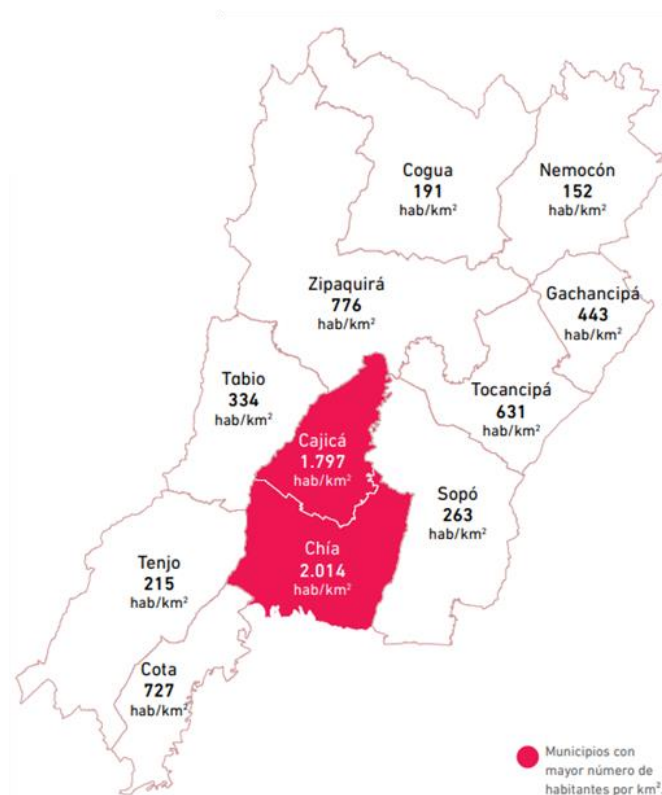 Cogua
191
hab/km²
Nemocón
152
hab/km²
Zipaquirá
776
hab/km²
Gachancipá
443
hab/km²
Tabio
334
hab/km²
Tocancipá
631
hab/km²
Cajicá
1.797
hab/km²
Sopó
263
hab/km²
Chía
2.014
hab/km²
Tenjo
215
hab/km²
Cota
727
hab/km²
Municipios con
mayor número de
habitantes por km².